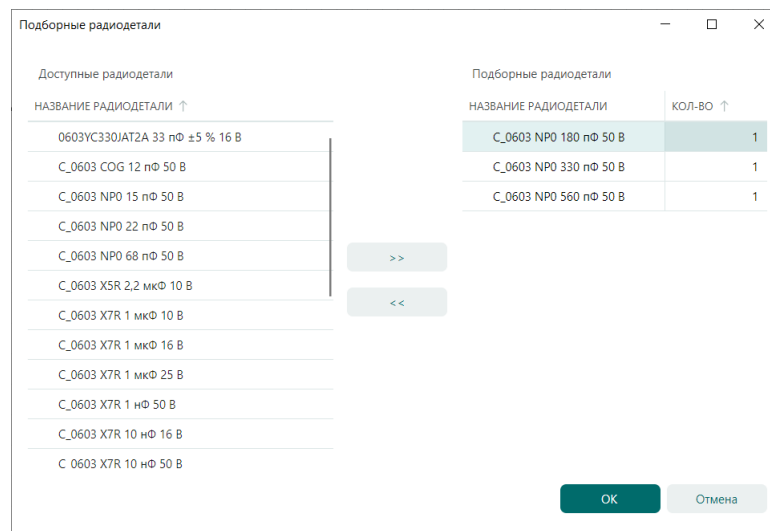 Подборные радиодетали
Доступные радиодетали
НАЗВАНИЕ РАДИОДЕТАЛИ ↑
0603YC330JAT2A 33 пФ ±5 % 16 В
C_0603 COG 12 пФ 50 В
C_0603 NP0 15 пФ 50 В
C_0603 NP0 22 пФ 50 В
C_0603 NP0 68 пФ 50 В
C_0603 X5R 2,2 мкФ 10 В
C_0603 X7R 1 мкФ 10 В
C_0603 X7R 1 мкФ 16 В
C_0603 X7R 1 мкФ 25 В
C_0603 X7R 1 нФ 50 В
C_0603 X7R 10 нФ 16 В
C_0603 X7R 10 нФ 50 В
>>
<<
Подборные радиодетали
НАЗВАНИЕ РАДИОДЕТАЛИ КОЛ-ВО ↑
C_0603 NP0 180 пФ 50 В 1
C_0603 NP0 330 пФ 50 В 1
C_0603 NP0 560 пФ 50 В 1
ОК Отмена